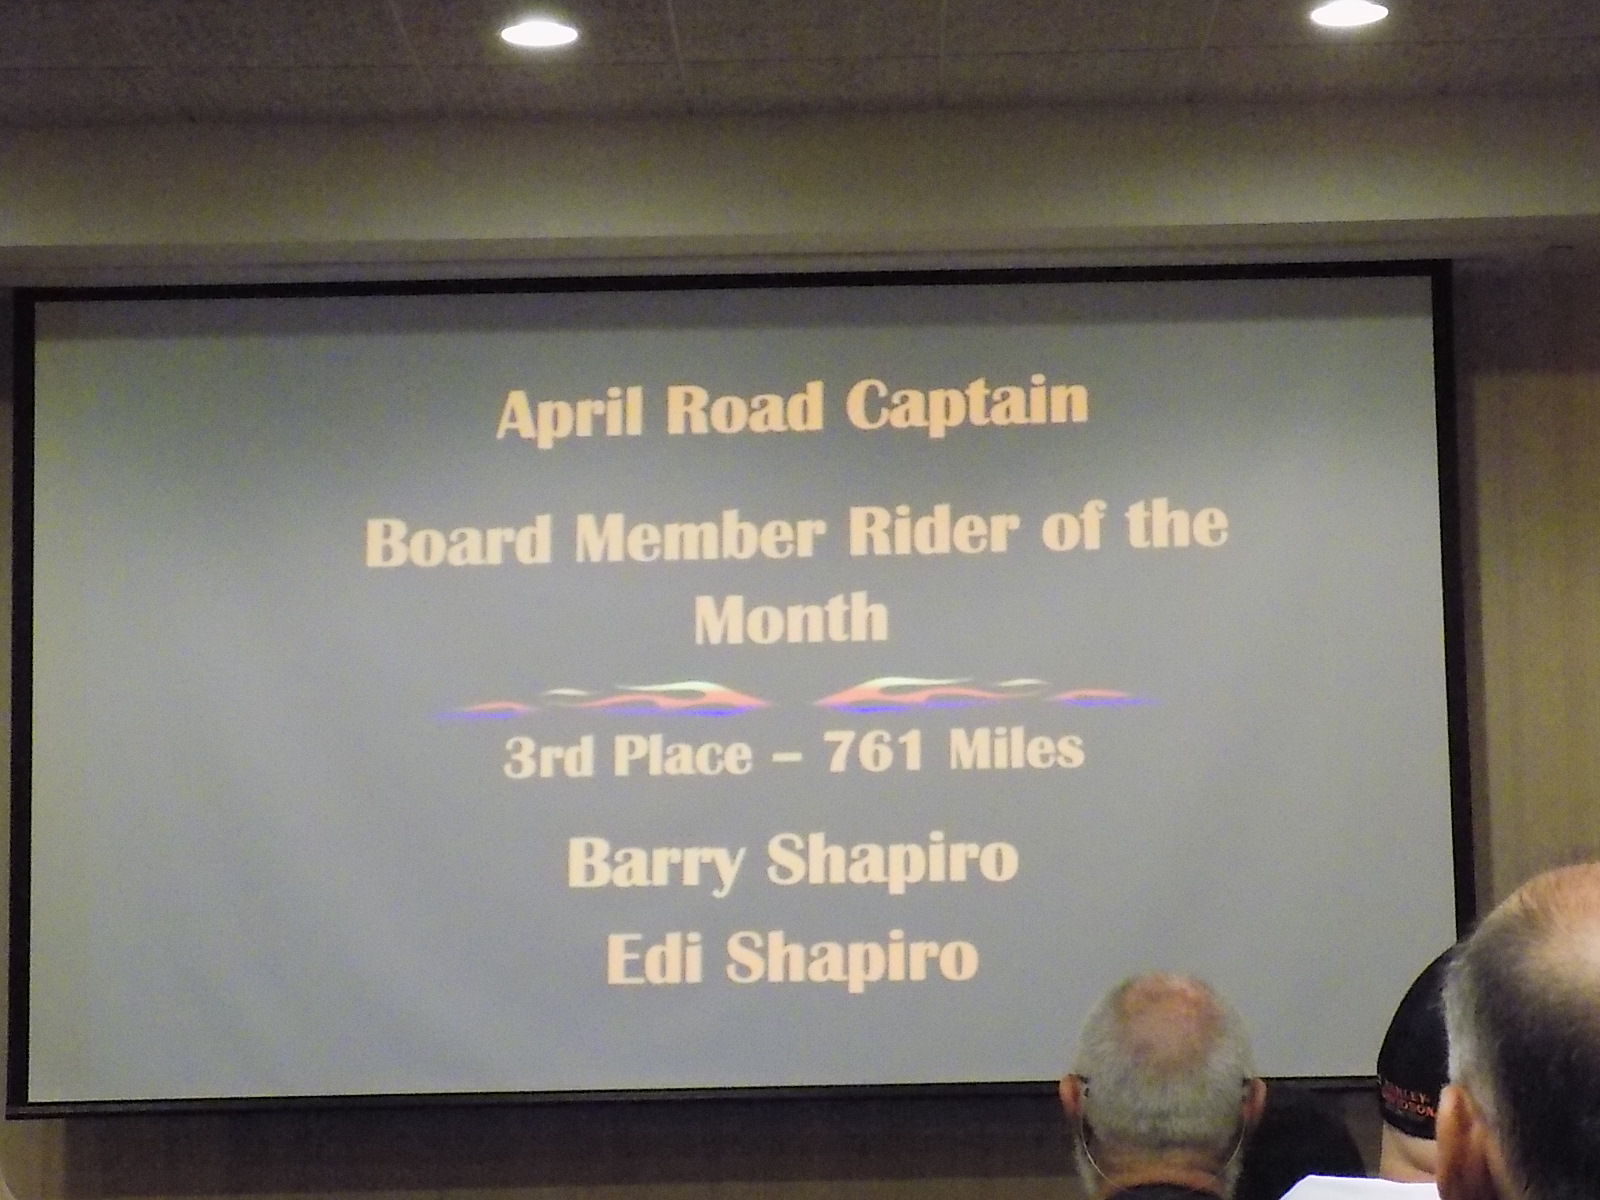 April Road Captain
Board Member Rider of the
Month
3rd Place – 761 Miles
Barry Shapiro
Edi Shapiro